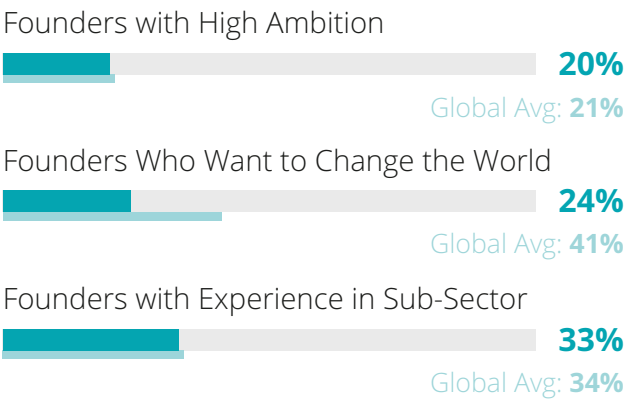 Founders with High Ambition
20%
Global Avg: 21%
Founders Who Want to Change the World
24%
Global Avg: 41%
Founders with Experience in Sub-Sector
33%
Global Avg: 34%